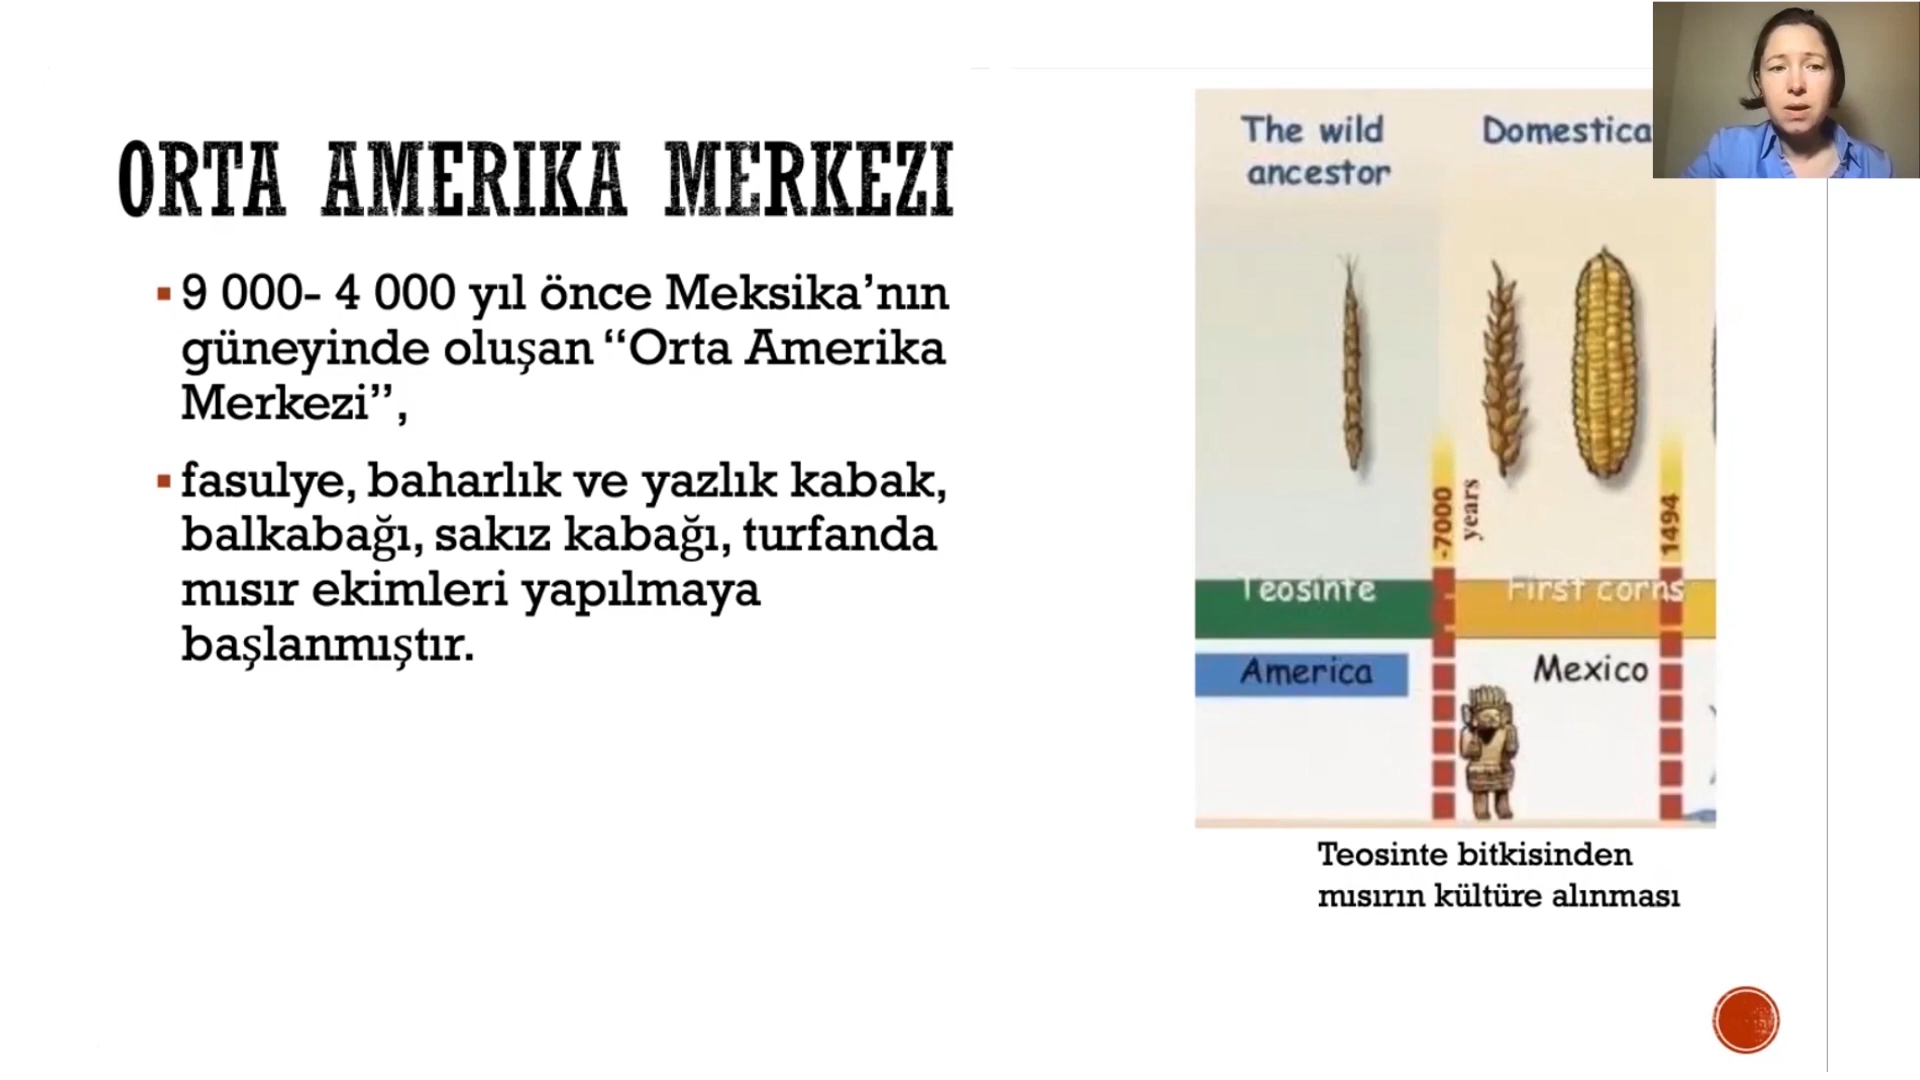 ORTA AMERIKA MERKEZI
9 000- 4 000 yıl önce Meksika’nın
güneyinde oluşan “Orta Amerika
Merkezi”,
fasulye, baharlık ve yazlık kabak,
balkabağı, sakız kabağı, turfanda
mısır ekimleri yapılmaya
başlanmıştır.
The wild
ancestor
Domestica
-7000
years
1494
Teosinte
First corns
America
Mexico
Teosinte bitkisinden
mısırın kültüre alınması